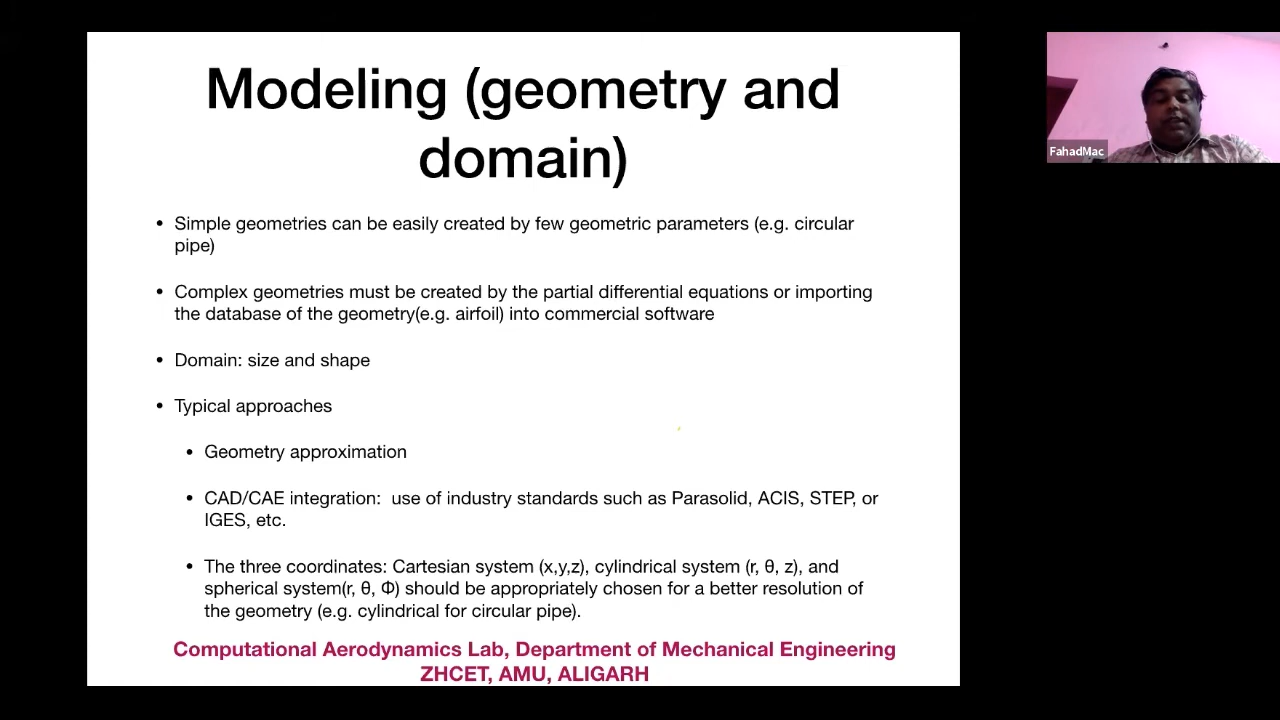 Modeling (geometry and
domain)
• Simple geometries can be easily created by few geometric parameters (e.g. circular
pipe)
• Complex geometries must be created by the partial differential equations or importing
the database of the geometry(e.g. airfoil) into commercial software
• Domain: size and shape
• Typical approaches
• Geometry approximation
• CAD/CAE integration:  use of industry standards such as Parasolid, ACIS, STEP, or
IGES, etc.
• The three coordinates: Cartesian system (x,y,z), cylindrical system (r, θ, z), and
spherical system(r, θ, Φ) should be appropriately chosen for a better resolution of
the geometry (e.g. cylindrical for circular pipe).
Computational Aerodynamics Lab, Department of Mechanical Engineering
ZHCET, AMU, ALIGARH
FahadMac